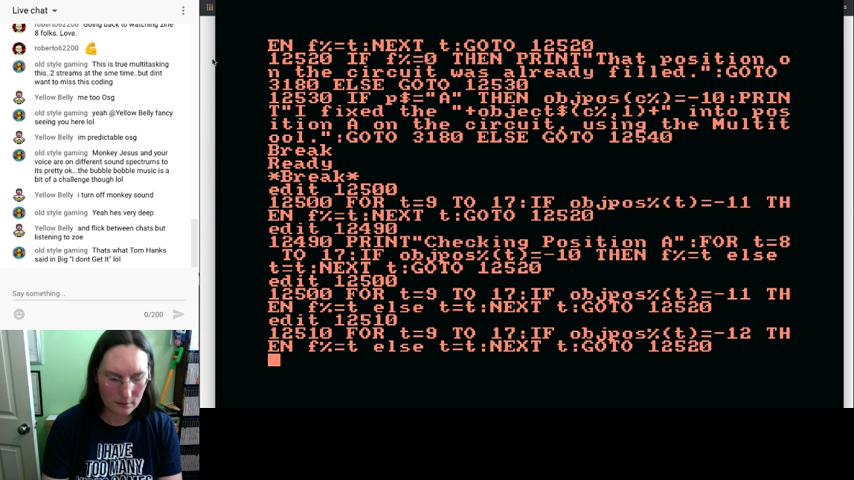 Live chat
roberto62200 Going back to watching zine
8 folks. Love.
roberto62200 💪
old style gaming This is true multitasking
this..2 streams at the sme time..but dint
want to miss this coding
Yellow Belly me too Osg
old style gaming yeah @Yellow Belly fancy
seeing you here lol
Yellow Belly im predictable osg
old style gaming Monkey Jesus and your
voice are on different sound spectrums to
its pretty ok...the bubble bobble music is a
bit of a challenge though lol
Yellow Belly i turn off monkey sound
old style gaming Yeah hes very deep
Yellow Belly and flick between chats but
listening to zoe
old style gaming Thats what Tom Hanks
said in Big "I dont Get It" lol
Say something...
0/200
I HAVE
TOO MANY
EN f%=t:NEXT t:GOTO 12520
12520 IF f%=0 THEN PRINT"That position o
n the circuit was already filled.":GOTO
3180 ELSE GOTO 12530
12530 IF p$="A" THEN objpos(c%)=-10:PRIN
T"I fixed the "+object$(c%,1)+" into pos
ition A on the circuit, using the Multit
ool.":GOTO 3180 ELSE GOTO 12540
Break
Ready
*Break*
edit 12500
12500 FOR t=9 TO 17:IF objpos%(t)=-11 TH
EN f%=t:NEXT t:GOTO 12520
edit 12490
12490 PRINT"Checking Position A":FOR t=8
TO 17:IF objpos%(t)=-10 THEN f%=t else
t=t:NEXT t:GOTO 12520
edit 12500
12500 FOR t=9 TO 17:IF objpos%(t)=-11 TH
EN f%=t else t=t:NEXT t:GOTO 12520
edit 12510
12510 FOR t=9 TO 17:IF objpos%(t)=-12 TH
EN f%=t else t=t:NEXT t:GOTO 12520